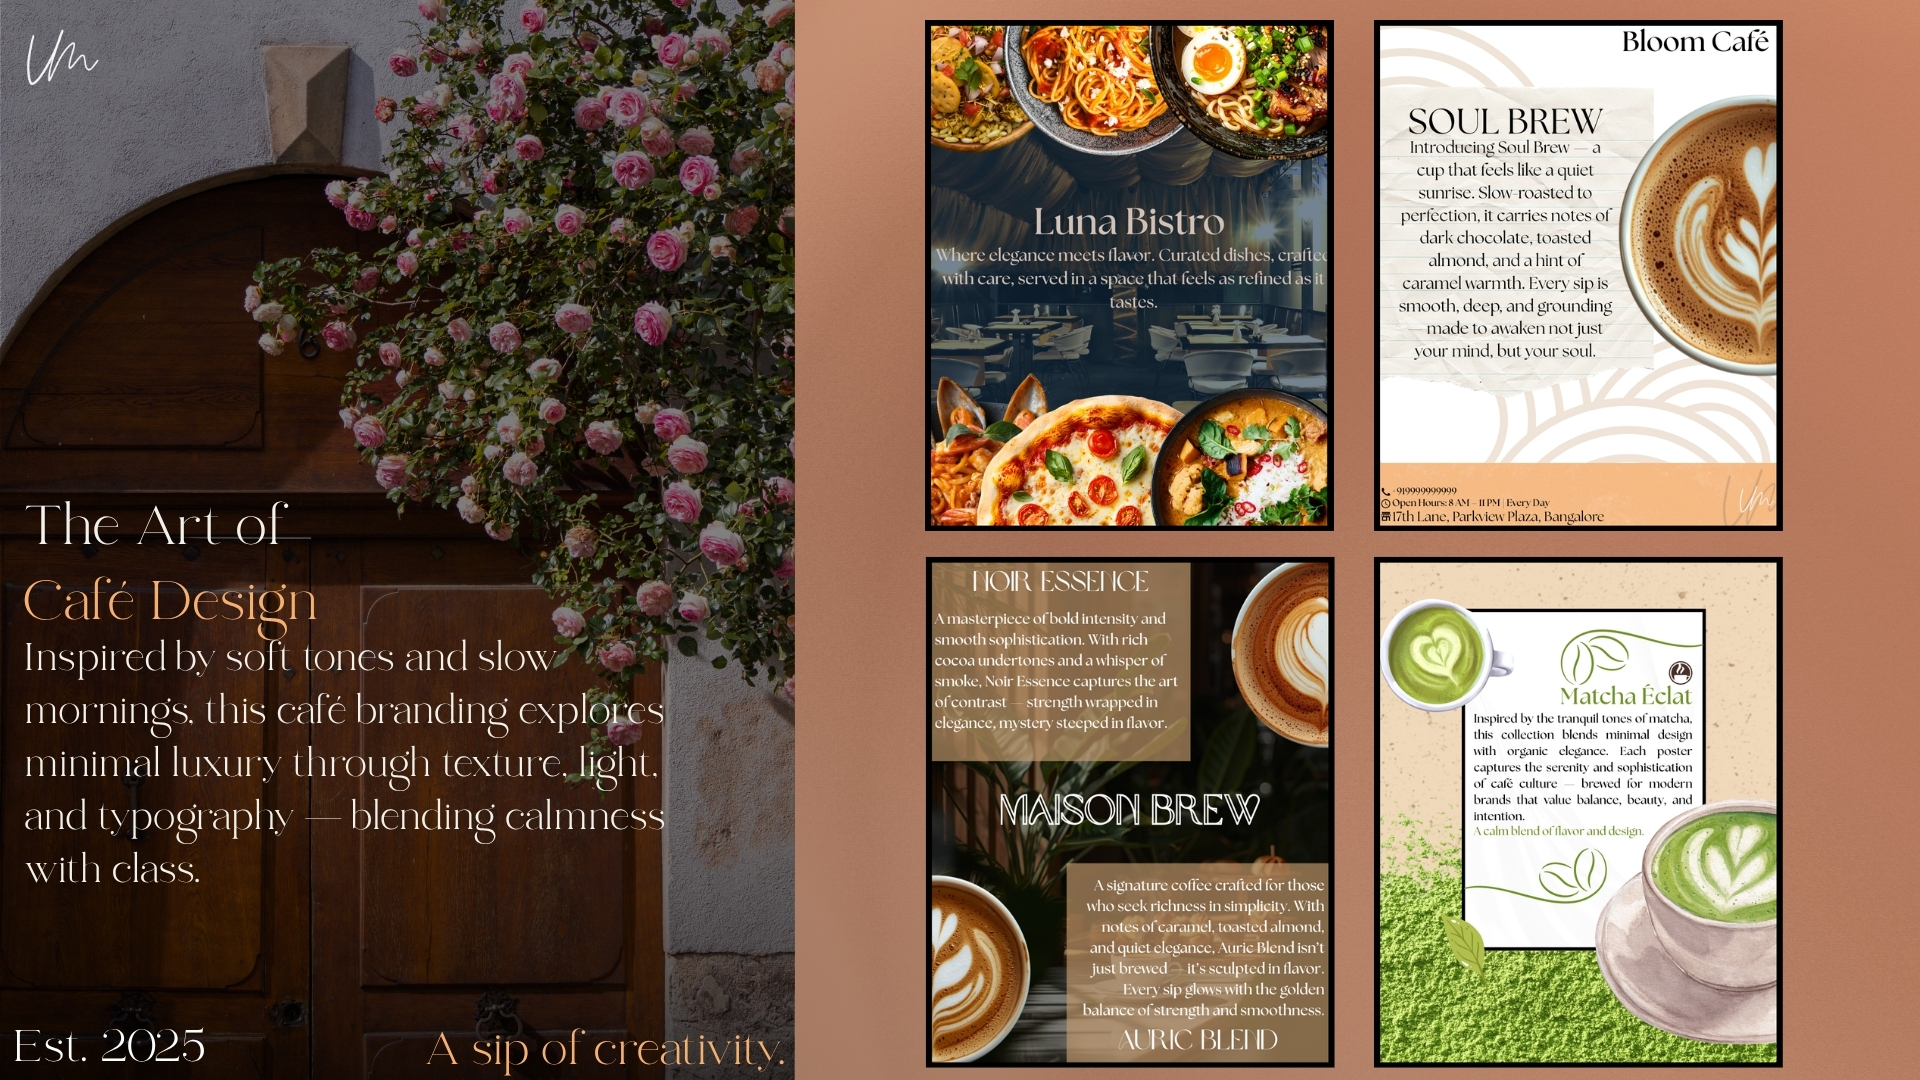 The Art of
Café Design
Inspired by soft tones and slow
mornings, this café branding explores
minimal luxury through texture, light,
and typography — blending calmness
with class.
Est. 2025
A sip of creativity.
Luna Bistro
Where elegance meets flavor. Curated dishes, crafted
with care, served in a space that feels as refined as it
tastes.
Bloom Café
SOUL BREW
Introducing Soul Brew — a
cup that feels like a quiet
sunrise. Slow-roasted to
perfection, it carries notes of
dark chocolate, toasted
almond, and a hint of
caramel warmth. Every sip is
smooth, deep, and grounding
— made to awaken not just
your mind, but your soul.
+919999999999
Open Hours: 8 AM – 11 PM | Every Day
17th Lane, Parkview Plaza, Bangalore
NOIR ESSENCE
A masterpiece of bold intensity and
smooth sophistication. With rich
cocoa undertones and a whisper of
smoke, Noir Essence captures the art
of contrast — strength wrapped in
elegance, mystery steeped in flavor.
MAISON BREW
A signature coffee crafted for those
who seek richness in simplicity. With
notes of caramel, toasted almond,
and quiet elegance, Auric Blend isn't
just brewed — it's sculpted in flavor.
Every sip glows with the golden
balance of strength and smoothness.
AURIC BLEND
Matcha Éclat
Inspired by the tranquil tones of matcha,
this collection blends minimal design
with organic elegance. Each poster
captures the serenity and sophistication
of café culture — brewed for modern
brands that value balance, beauty, and
intention.
A calm blend of flavor and design.